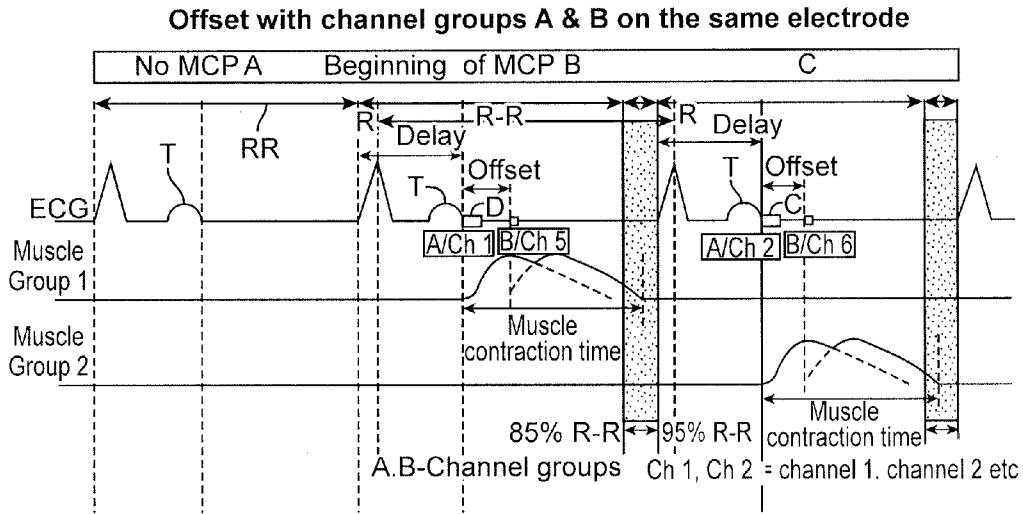 Offset with channel groups A & B on the same electrode
No MCP A Beginning of MCP B C
R R-R R
RR Delay Delay
T T Offset T Offset
ECG D C
A/Ch 1 B/Ch 5 A/Ch 2 B/Ch 6
Muscle
Group 1
Muscle
contraction time
Muscle
Group 2
Muscle
contraction time
85% R-R 95% R-R
A.B-Channel groups Ch 1, Ch 2 = channel 1. channel 2 etc